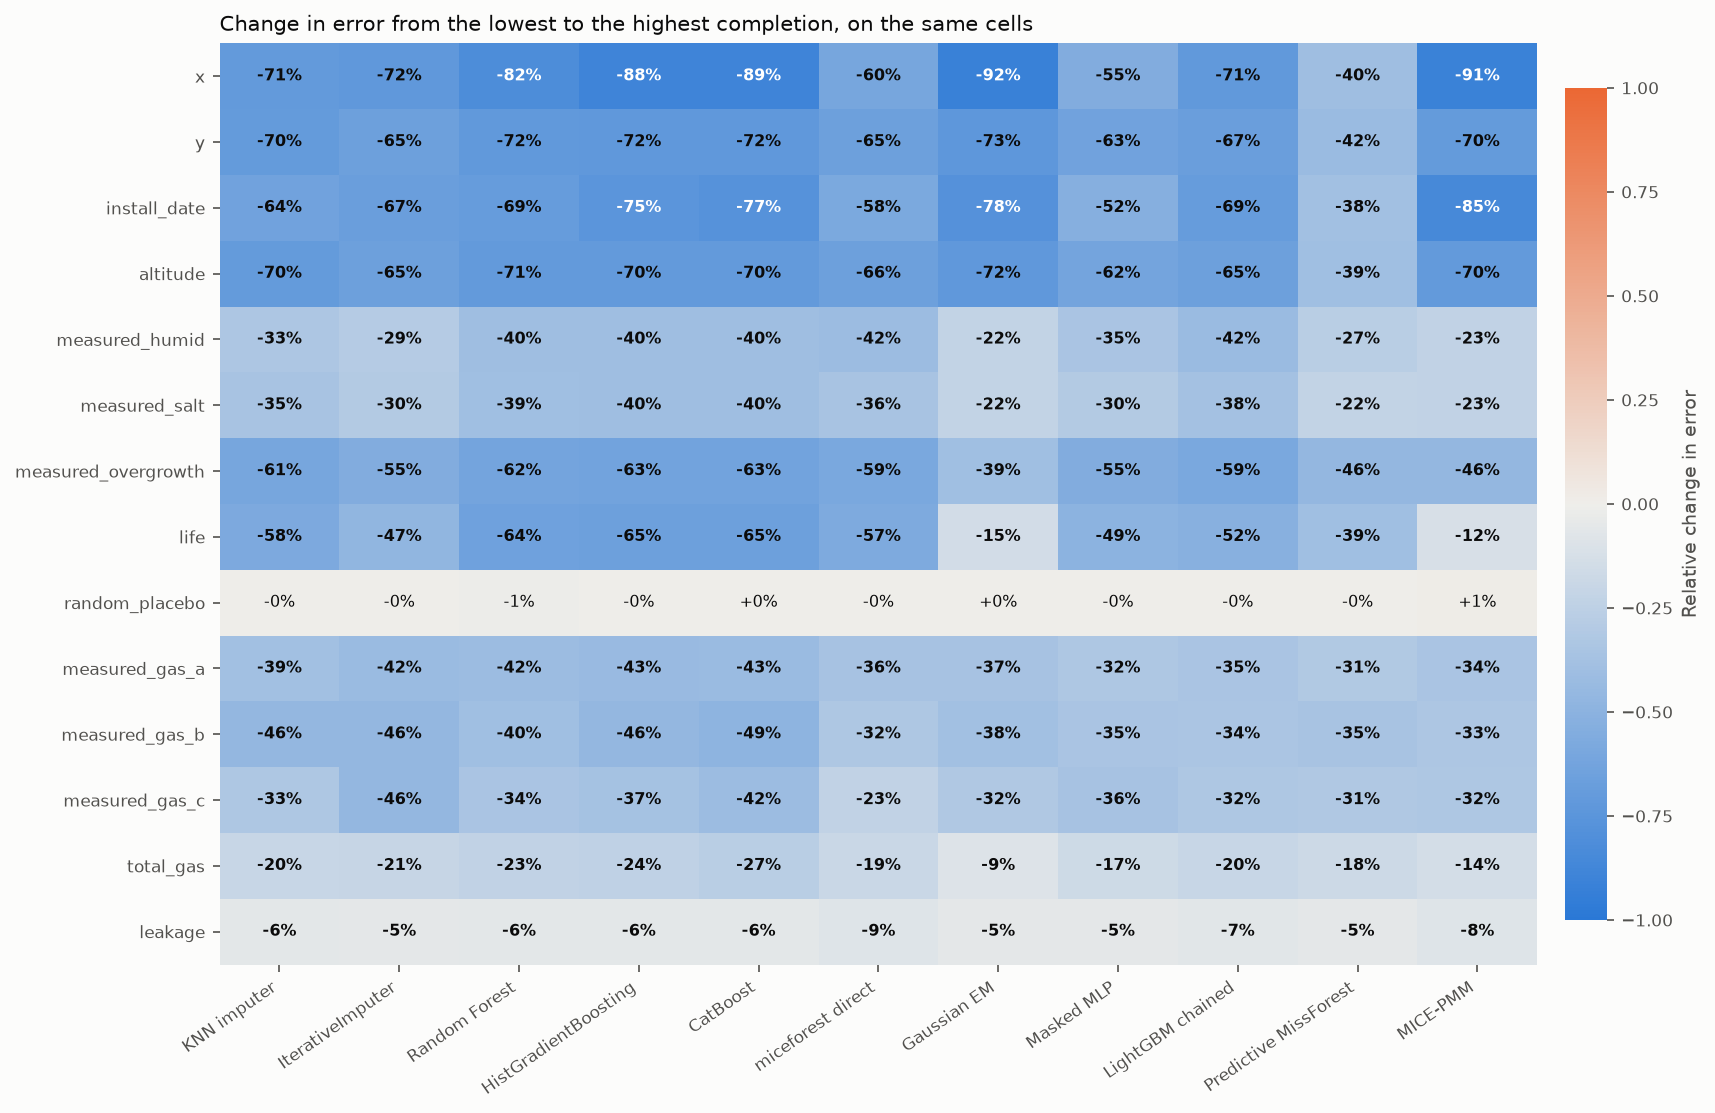 Change in error from the lowest to the highest completion, on the same cells
x -71% -72% -82% -88% -89% -60% -92% -55% -71% -40% -91%
y -70% -65% -72% -72% -72% -65% -73% -63% -67% -42% -70%
install_date -64% -67% -69% -75% -77% -58% -78% -52% -69% -38% -85%
altitude -70% -65% -71% -70% -70% -66% -72% -62% -65% -39% -70%
measured_humid -33% -29% -40% -40% -40% -42% -22% -35% -42% -27% -23%
measured_salt -35% -30% -39% -40% -40% -36% -22% -30% -38% -22% -23%
measured_overgrowth -61% -55% -62% -63% -63% -59% -39% -55% -59% -46% -46%
life -58% -47% -64% -65% -65% -57% -15% -49% -52% -39% -12%
random_placebo -0% -0% -1% -0% +0% -0% +0% -0% -0% -0% +1%
measured_gas_a -39% -42% -42% -43% -43% -36% -37% -32% -35% -31% -34%
measured_gas_b -46% -46% -40% -46% -49% -32% -38% -35% -34% -35% -33%
measured_gas_c -33% -46% -34% -37% -42% -23% -32% -36% -32% -31% -32%
total_gas -20% -21% -23% -24% -27% -19% -9% -17% -20% -18% -14%
leakage -6% -5% -6% -6% -6% -9% -5% -5% -7% -5% -8%
KNN imputer
IterativeImputer
Random Forest
HistGradientBoosting
CatBoost
miceforest direct
Gaussian EM
Masked MLP
LightGBM chained
Predictive MissForest
MICE-PMM
1.00
0.75
0.50
0.25
0.00
−0.25
−0.50
−0.75
−1.00
Relative change in error